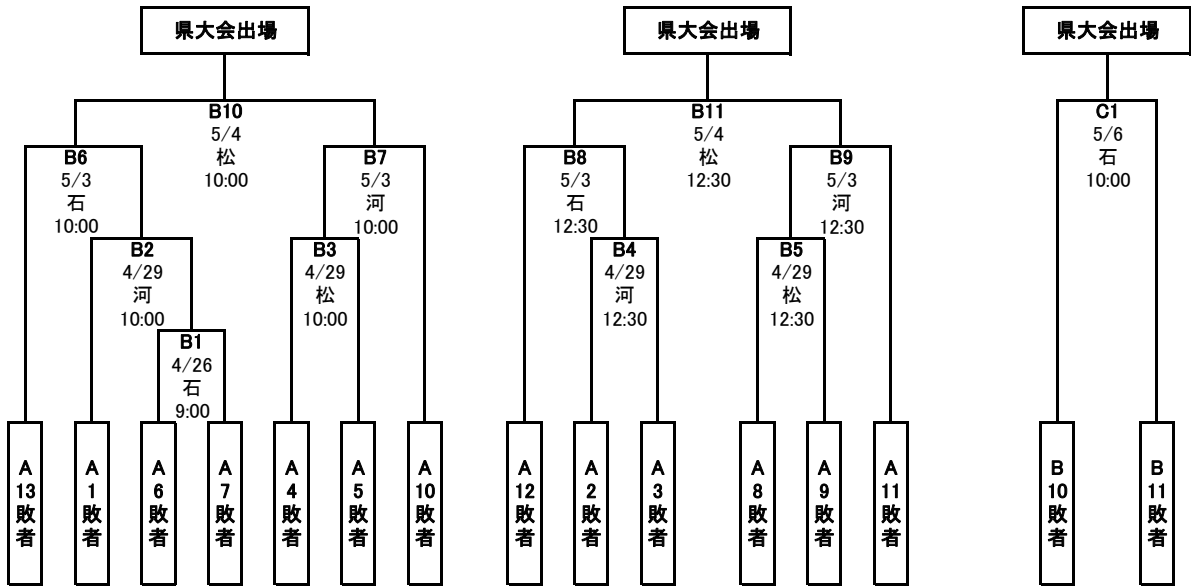 県大会出場
県大会出場
県大会出場
B10
5/4
松
10:00
B11
5/4
松
12:30
C1
5/6
石
10:00
B6
5/3
石
10:00
B7
5/3
河
10:00
B8
5/3
石
12:30
B9
5/3
河
12:30
B2
4/29
河
10:00
B3
4/29
松
10:00
B4
4/29
河
12:30
B5
4/29
松
12:30
B1
4/26
石
9:00
A13敗者
A1敗者
A6敗者
A7敗者
A4敗者
A5敗者
A10敗者
A12敗者
A2敗者
A3敗者
A8敗者
A9敗者
A11敗者
B10敗者
B11敗者